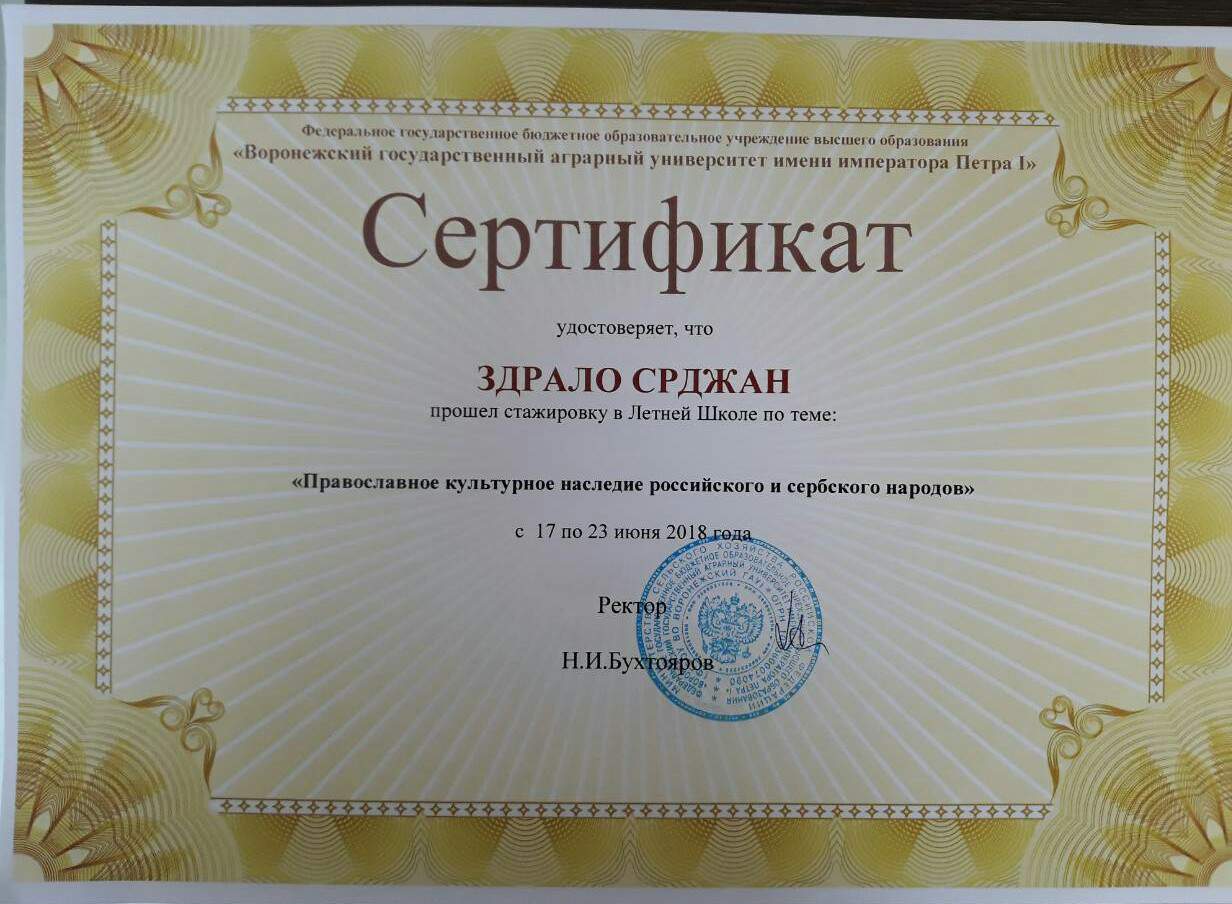 Федеральное государственное бюджетное образовательное учреждение высшего образования
«Воронежский государственный аграрный университет имени императора Петра I»
Сертификат
удостоверяет, что
ЗДРАЛО СРДЖАН
прошел стажировку в Летней Школе по теме:
«Православное культурное наследие российского и сербского народов»
с 17 по 23 июня 2018 года
Ректор
Н.И.Бухтояров